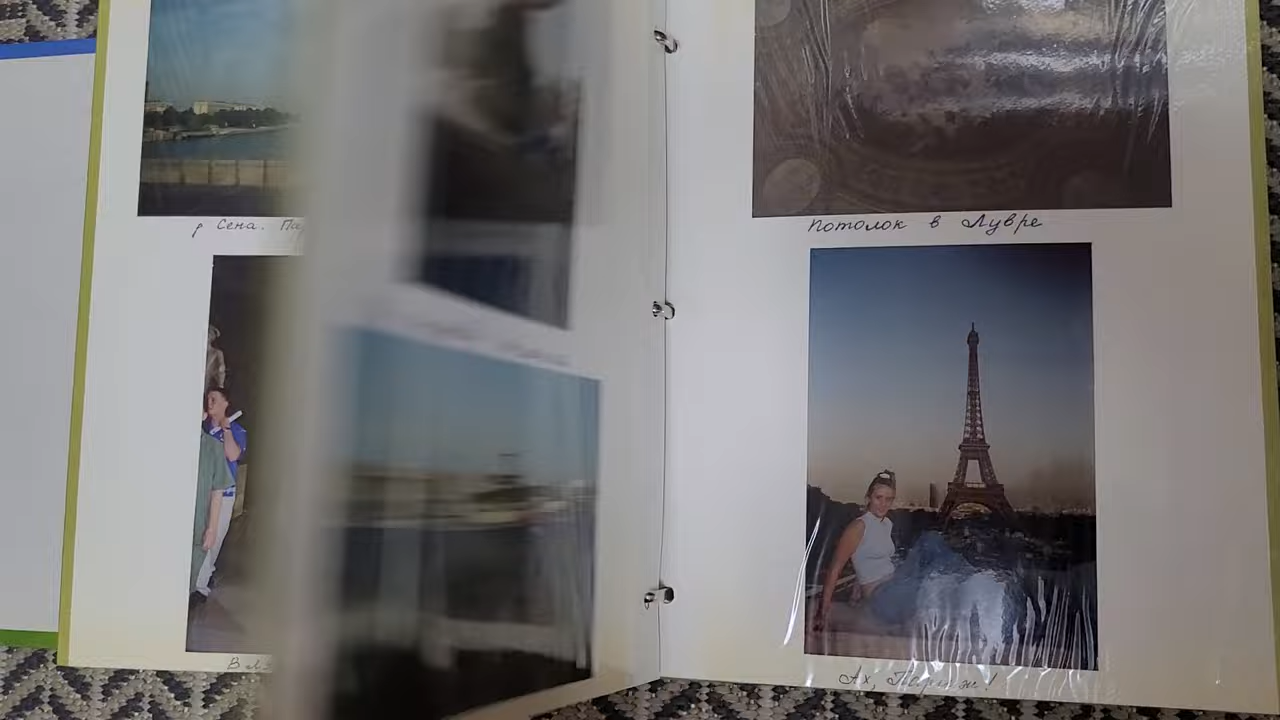 р Сена. Па
В Л
Потолок в Лувре
Ах, Париж!